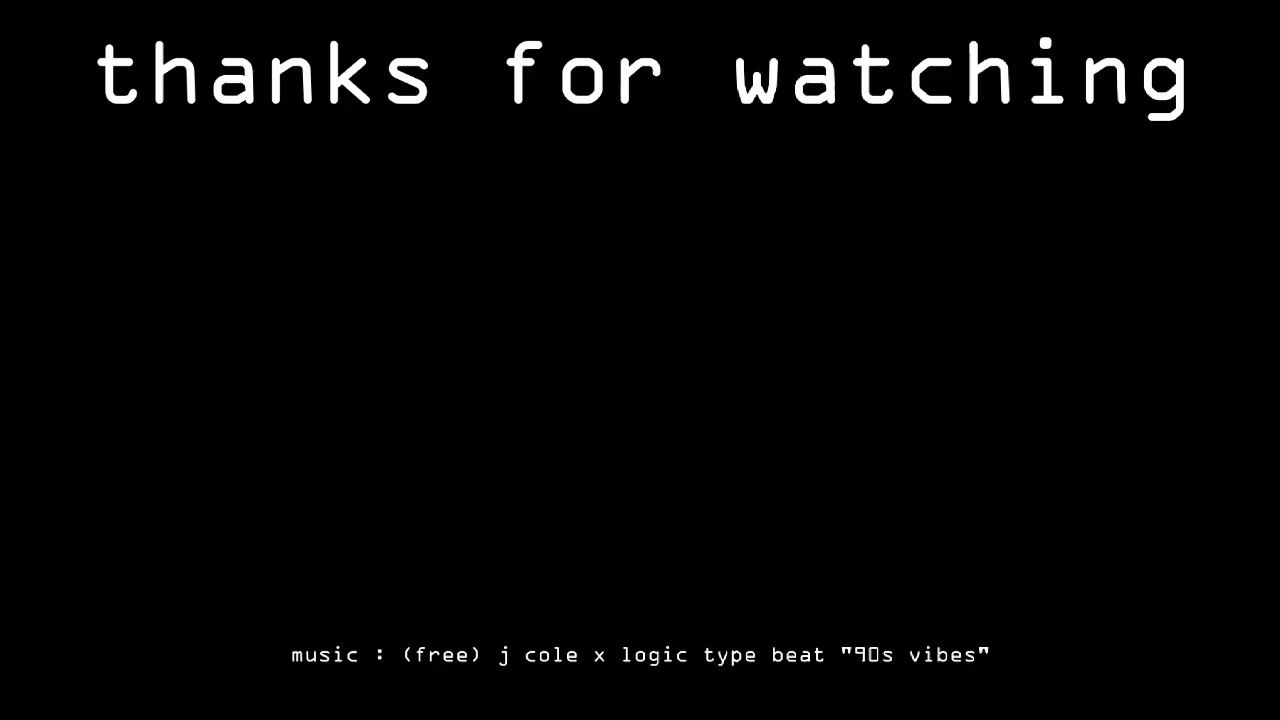 thanks for watching
music : (free) j cole x logic type beat "90s vibes"